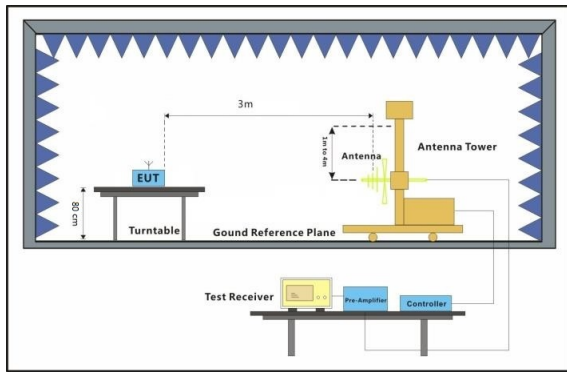 3m
1m to 4m
Antenna
Antenna Tower
EUT
80 cm
Turntable
Gound Reference Plane
Test Receiver
Pre-Amplifier
Controller